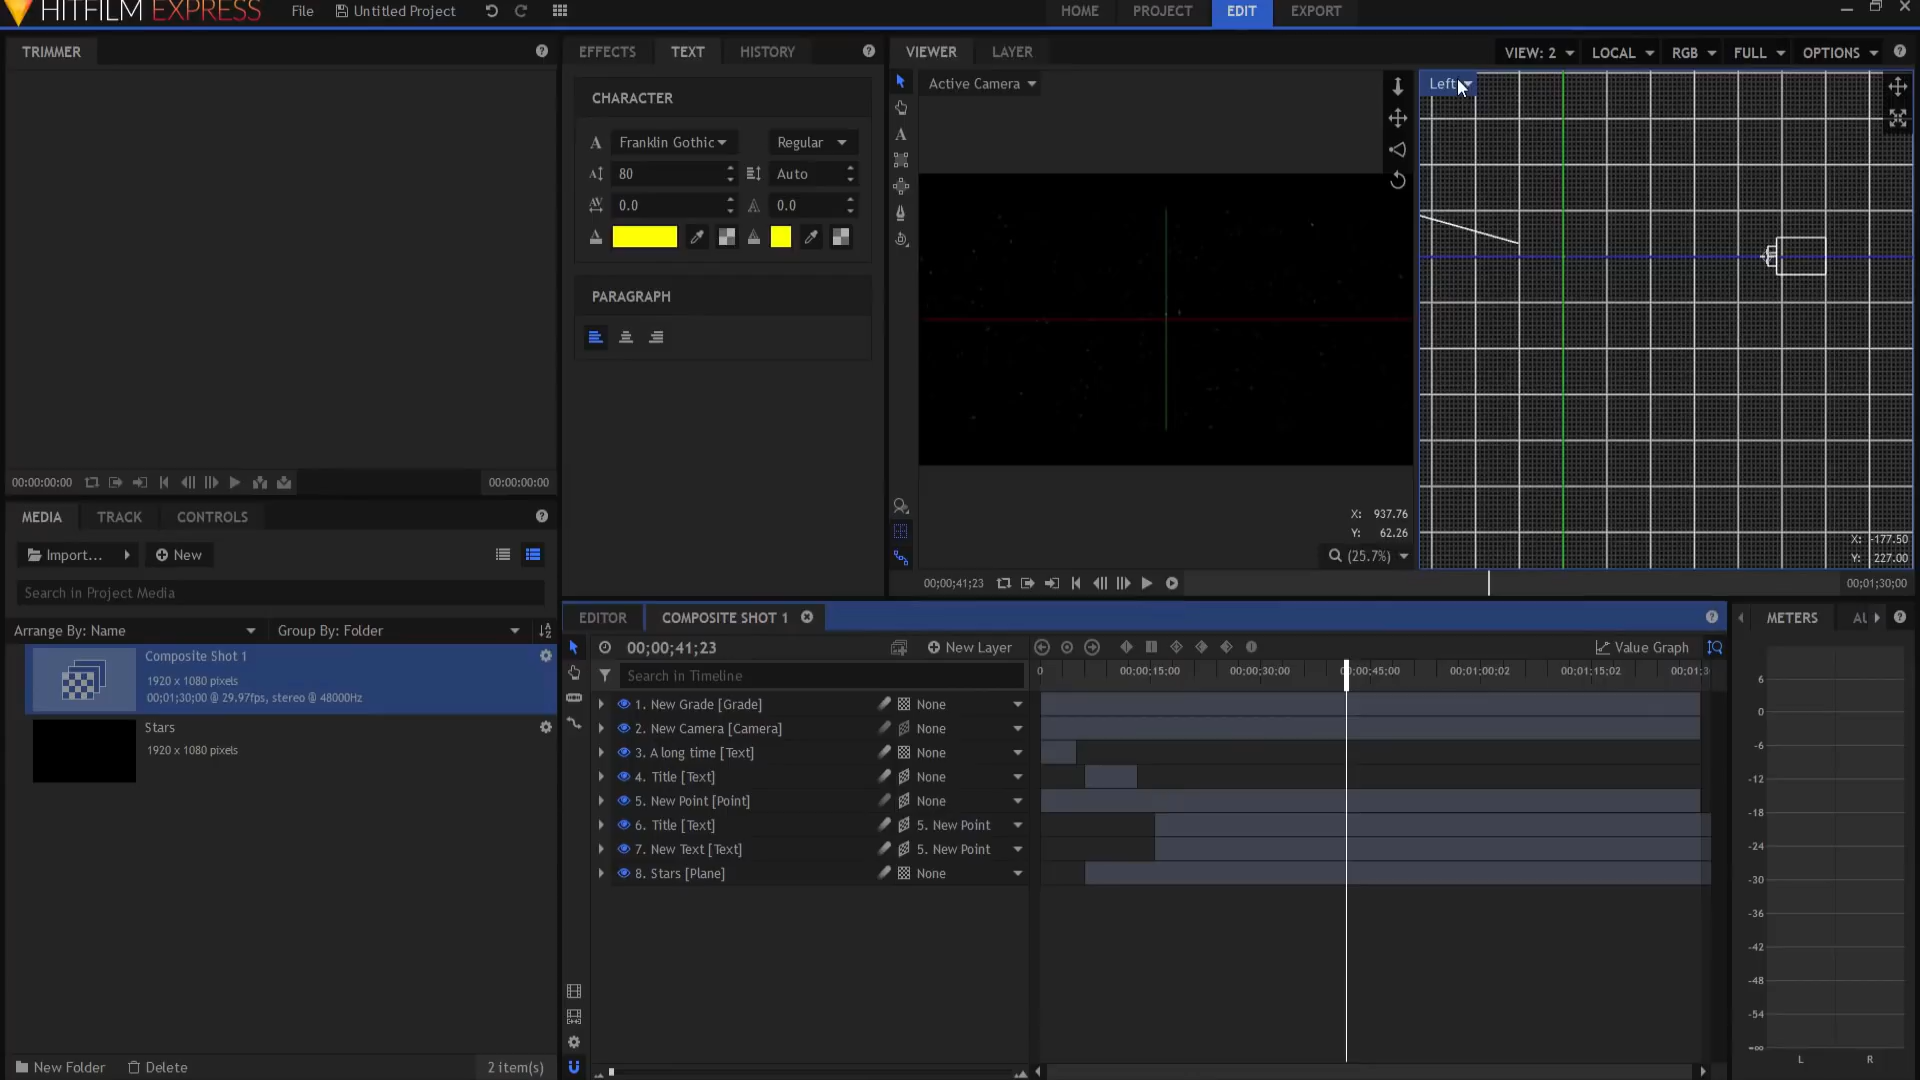 HITFILM EXPRESS
File
Untitled Project
HOME
PROJECT
EDIT
EXPORT
TRIMMER
EFFECTS
TEXT
HISTORY
VIEWER
LAYER
VIEW: 2
LOCAL
RGB
FULL
OPTIONS
CHARACTER
Active Camera
Left
Franklin Gothic
Regular
80
Auto
0.0
0.0
PARAGRAPH
00:00:00:00
00:00:00:00
MEDIA
TRACK
CONTROLS
X: 937.76
Y: 62.26
X: -177.50
Y: 227.00
Import...
New
(25.7%)
Search in Project Media
00;00;41;23
00;01;30;00
Arrange By: Name
Group By: Folder
EDITOR
COMPOSITE SHOT 1
METERS
AU
Composite Shot 1
1920 x 1080 pixels
00;01;30;00 @ 29.97fps, stereo @ 48000Hz
Stars
1920 x 1080 pixels
00;00;41;23
New Layer
Value Graph
Search in Timeline
0
00;00;15;00
00;00;30;00
00;00;45;00
00;01;00;02
00;01;15;02
00;01:3
1. New Grade [Grade]
None
2. New Camera [Camera]
None
3. A long time [Text]
None
4. Title [Text]
None
5. New Point [Point]
None
6. Title [Text]
5. New Point
7. New Text [Text]
5. New Point
8. Stars [Plane]
None
6
0
-6
-12
-18
-24
-30
-36
-42
-48
-54
-∞
L
R
New Folder
Delete
2 item(s)